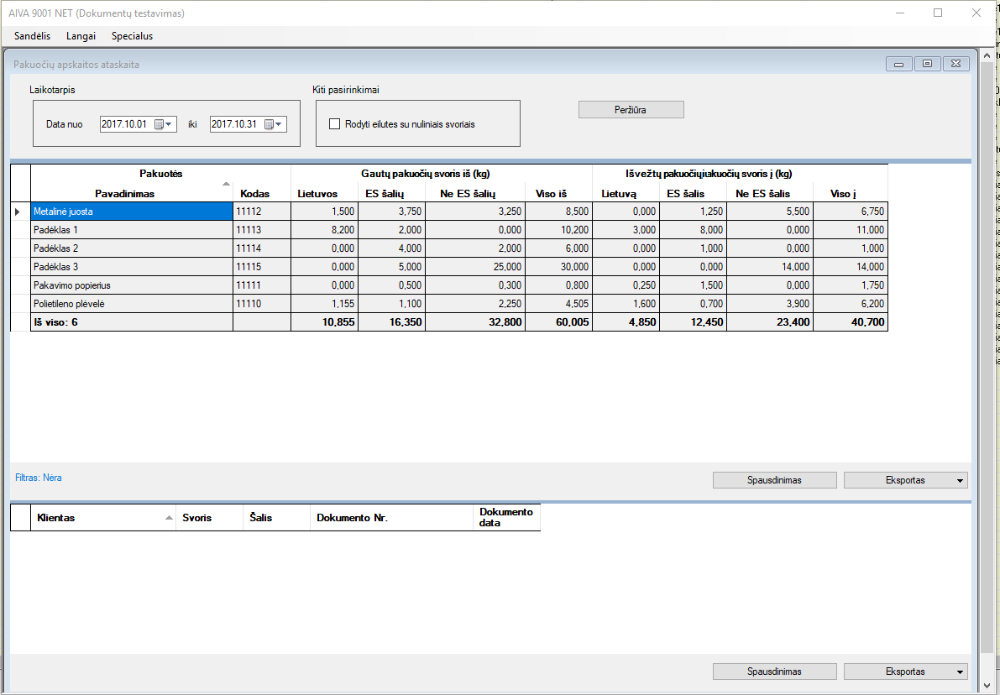 AIVA 9001 NET (Dokumentų testavimas)
Sandėlis Langai Specialus
Pakuočių apskaitos ataskaita
Laikotarpis Kiti pasirinkimai
Data nuo 2017.10.01 iki 2017.10.31 Rodyti eilutes su nuliniais svoriais Peržiūra
Pakuotės Gautų pakuočių svoris iš (kg) Išvežtų pakuočiųįakuočių svoris į (kg)
Pavadinimas Kodas Lietuvos ES šalių Ne ES šalių Viso iš Lietuvą ES šalis Ne ES šalis Viso į
Metalinė juosta 11112 1,500 3,750 3,250 8,500 0,000 1,250 5,500 6,750
Padėklas 1 11113 8,200 2,000 0,000 10,200 3,000 8,000 0,000 11,000
Padėklas 2 11114 0,000 4,000 2,000 6,000 0,000 1,000 0,000 1,000
Padėklas 3 11115 0,000 5,000 25,000 30,000 0,000 0,000 14,000 14,000
Pakavimo popierius 11111 0,000 0,500 0,300 0,800 0,250 1,500 0,000 1,750
Polietileno plėvelė 11110 1,155 1,100 2,250 4,505 1,600 0,700 3,900 6,200
Iš viso: 6 10,855 16,350 32,800 60,005 4,850 12,450 23,400 40,700
Filtras: Nėra Spausdinimas Eksportas
Klientas Svoris Šalis Dokumento Nr. Dokumento
data
Spausdinimas Eksportas